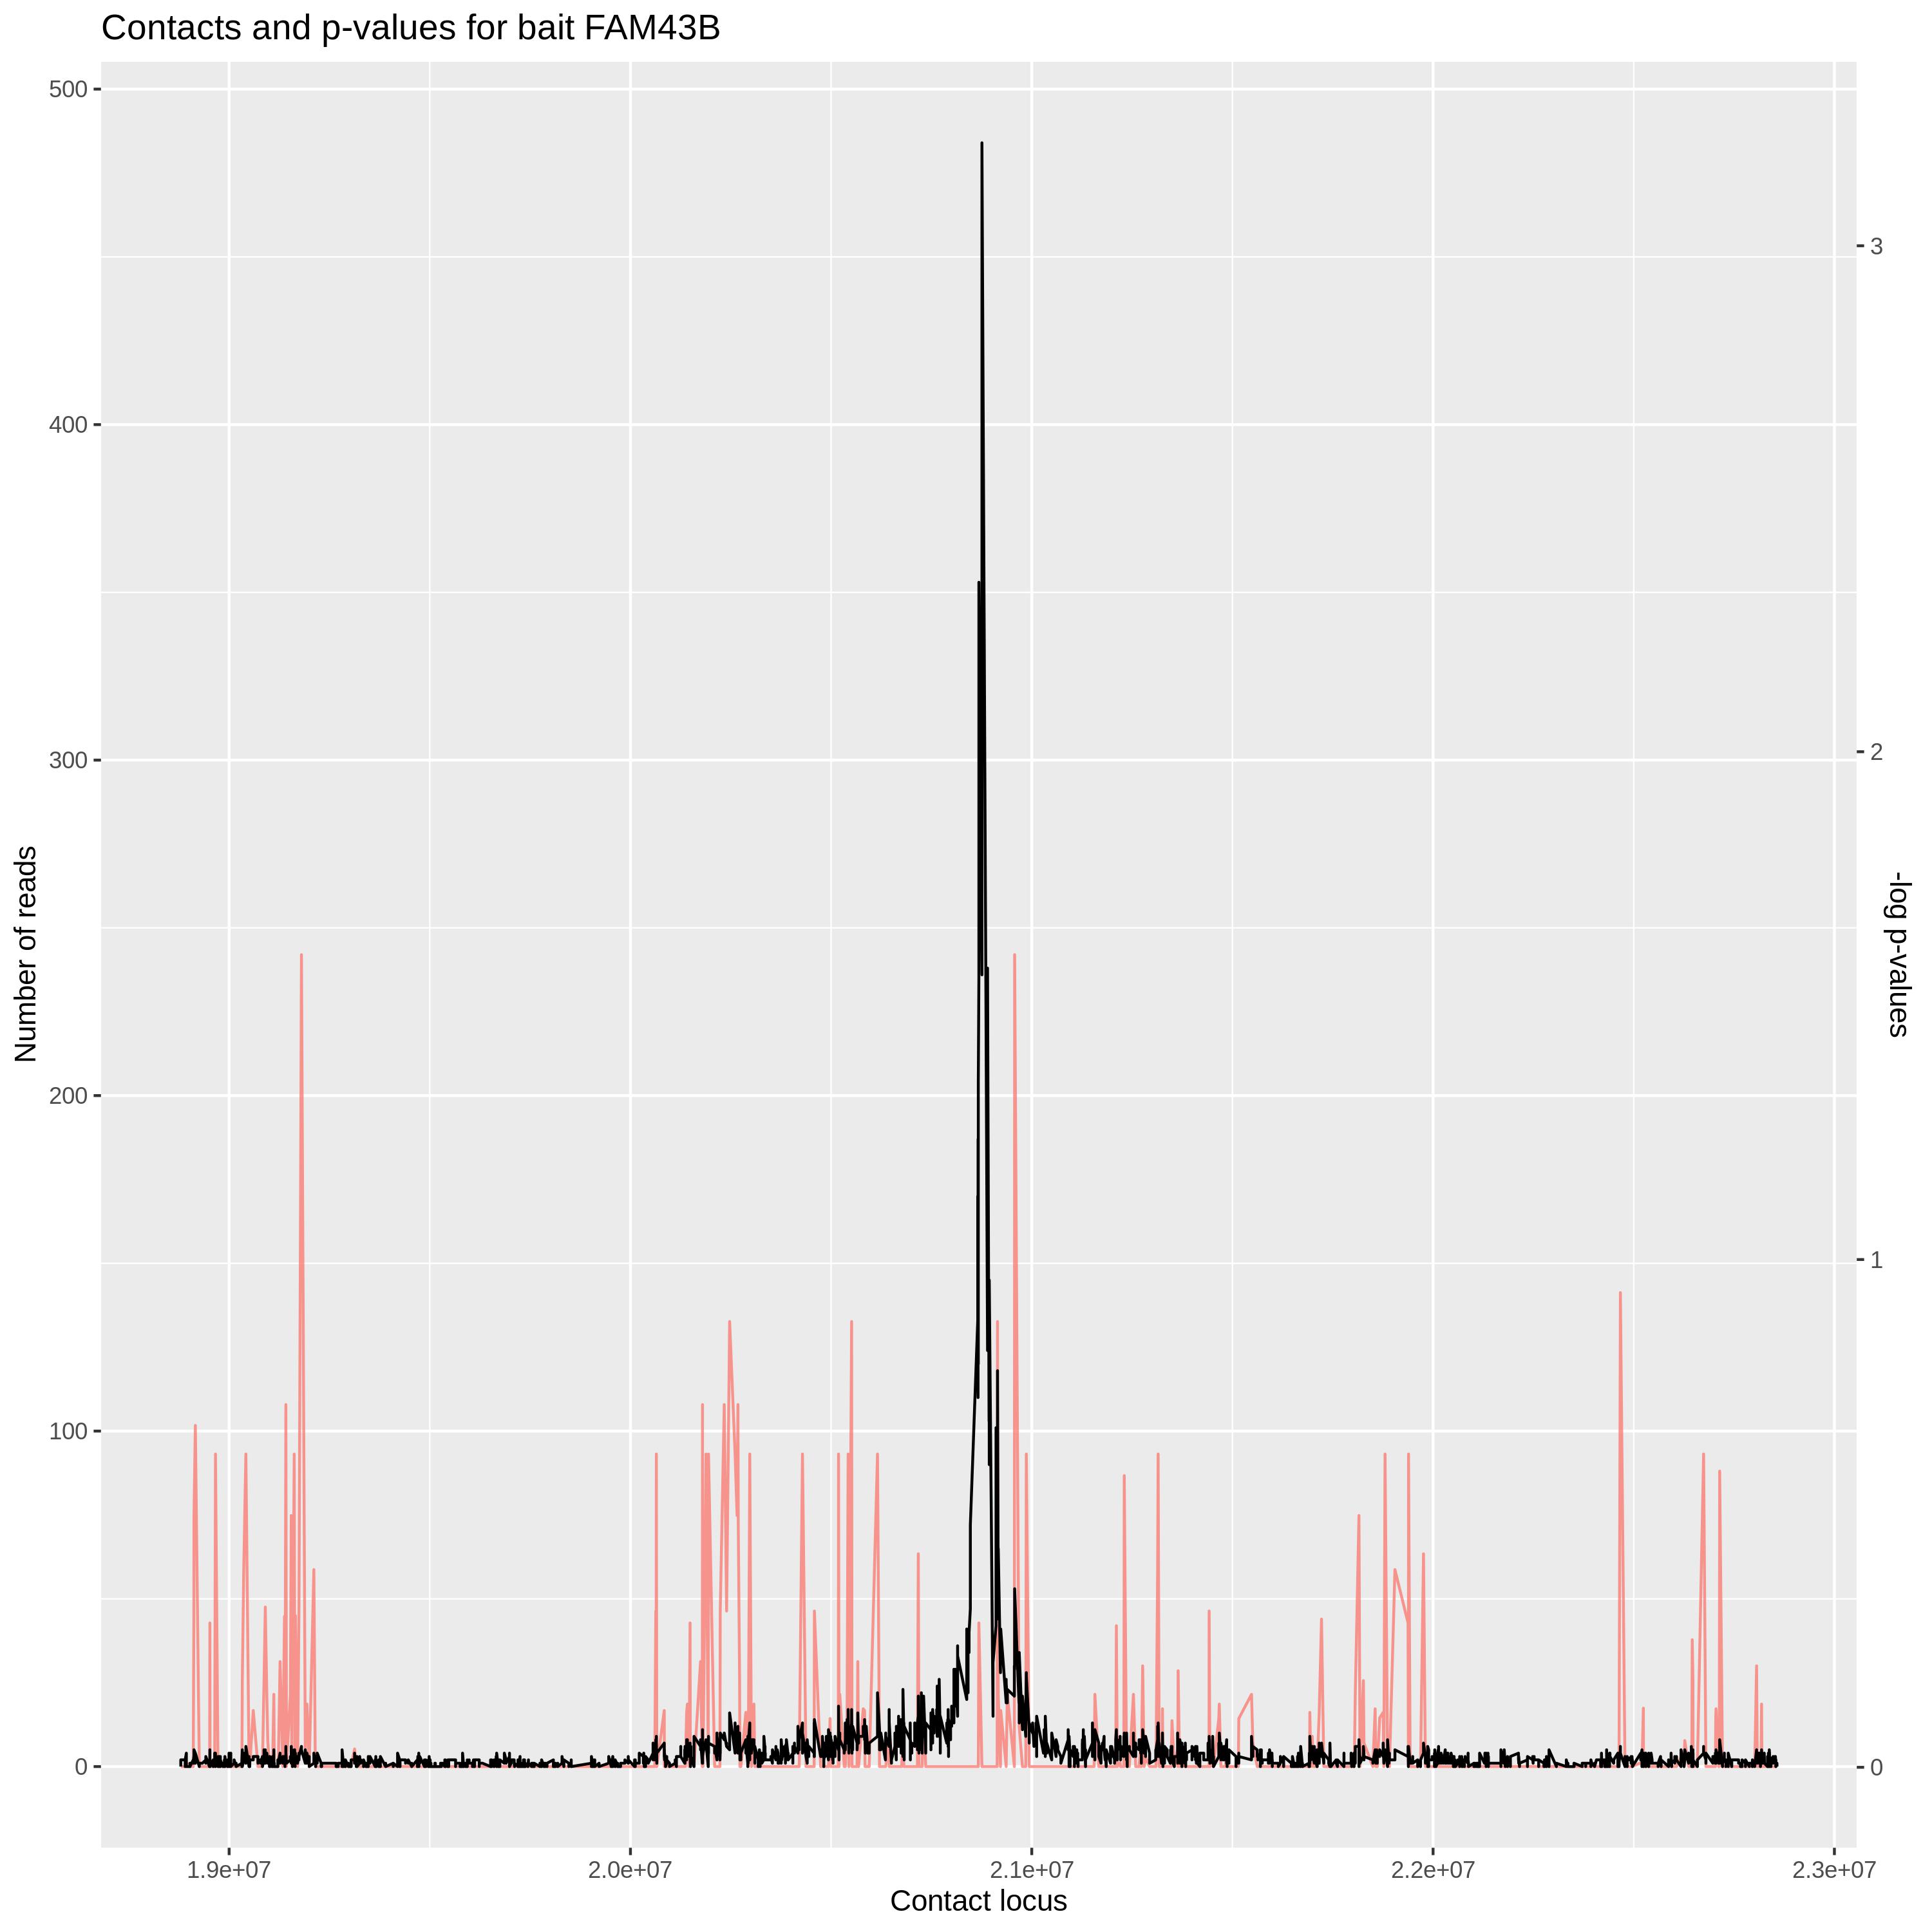 Contacts and p-values for bait FAM43B
500
400
300
200
100
0
Number of reads
3
2
1
0
-log p-values
1.9e+07
2.0e+07
2.1e+07
2.2e+07
2.3e+07
Contact locus